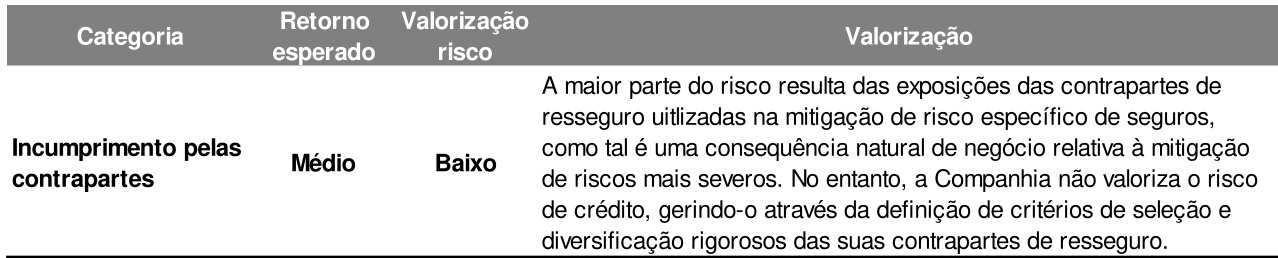 Categoria Retorno esperado Valorização risco Valorização
Incumprimento pelas contrapartes
Médio
Baixo
A maior parte do risco resulta das exposições das contrapartes de
resseguro uitlizadas na mitigação de risco específico de seguros,
como tal é uma consequência natural de negócio relativa à mitigação
de riscos mais severos. No entanto, a Companhia não valoriza o risco
de crédito, gerindo-o através da definição de critérios de seleção e
diversificação rigorosos das suas contrapartes de resseguro.